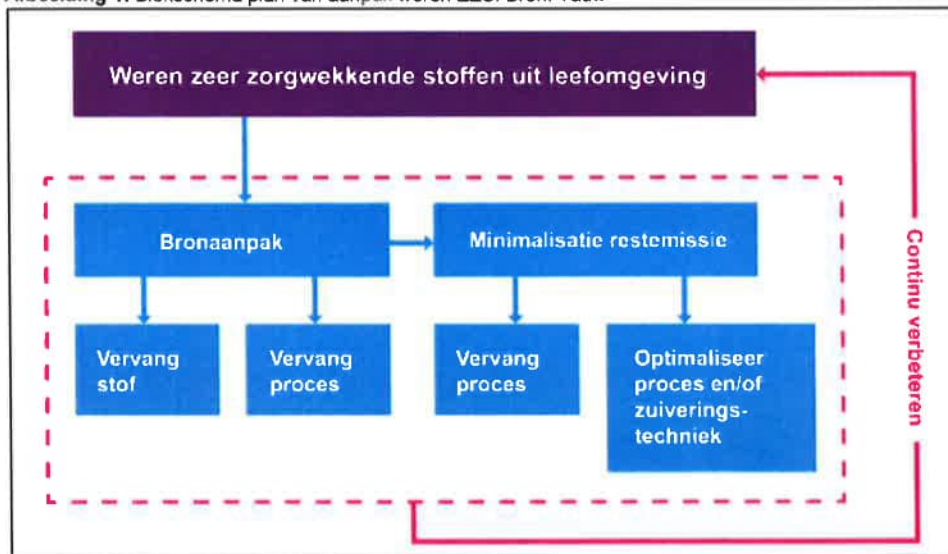 Weren zeer zorgwekkende stoffen uit leefomgeving
Bronaanpak
Minimalisatie restemissie
Vervang
stof
Vervang
proces
Vervang
proces
Optimaliseer
proces en/of
zuiverings-
techniek
Continu verbeteren